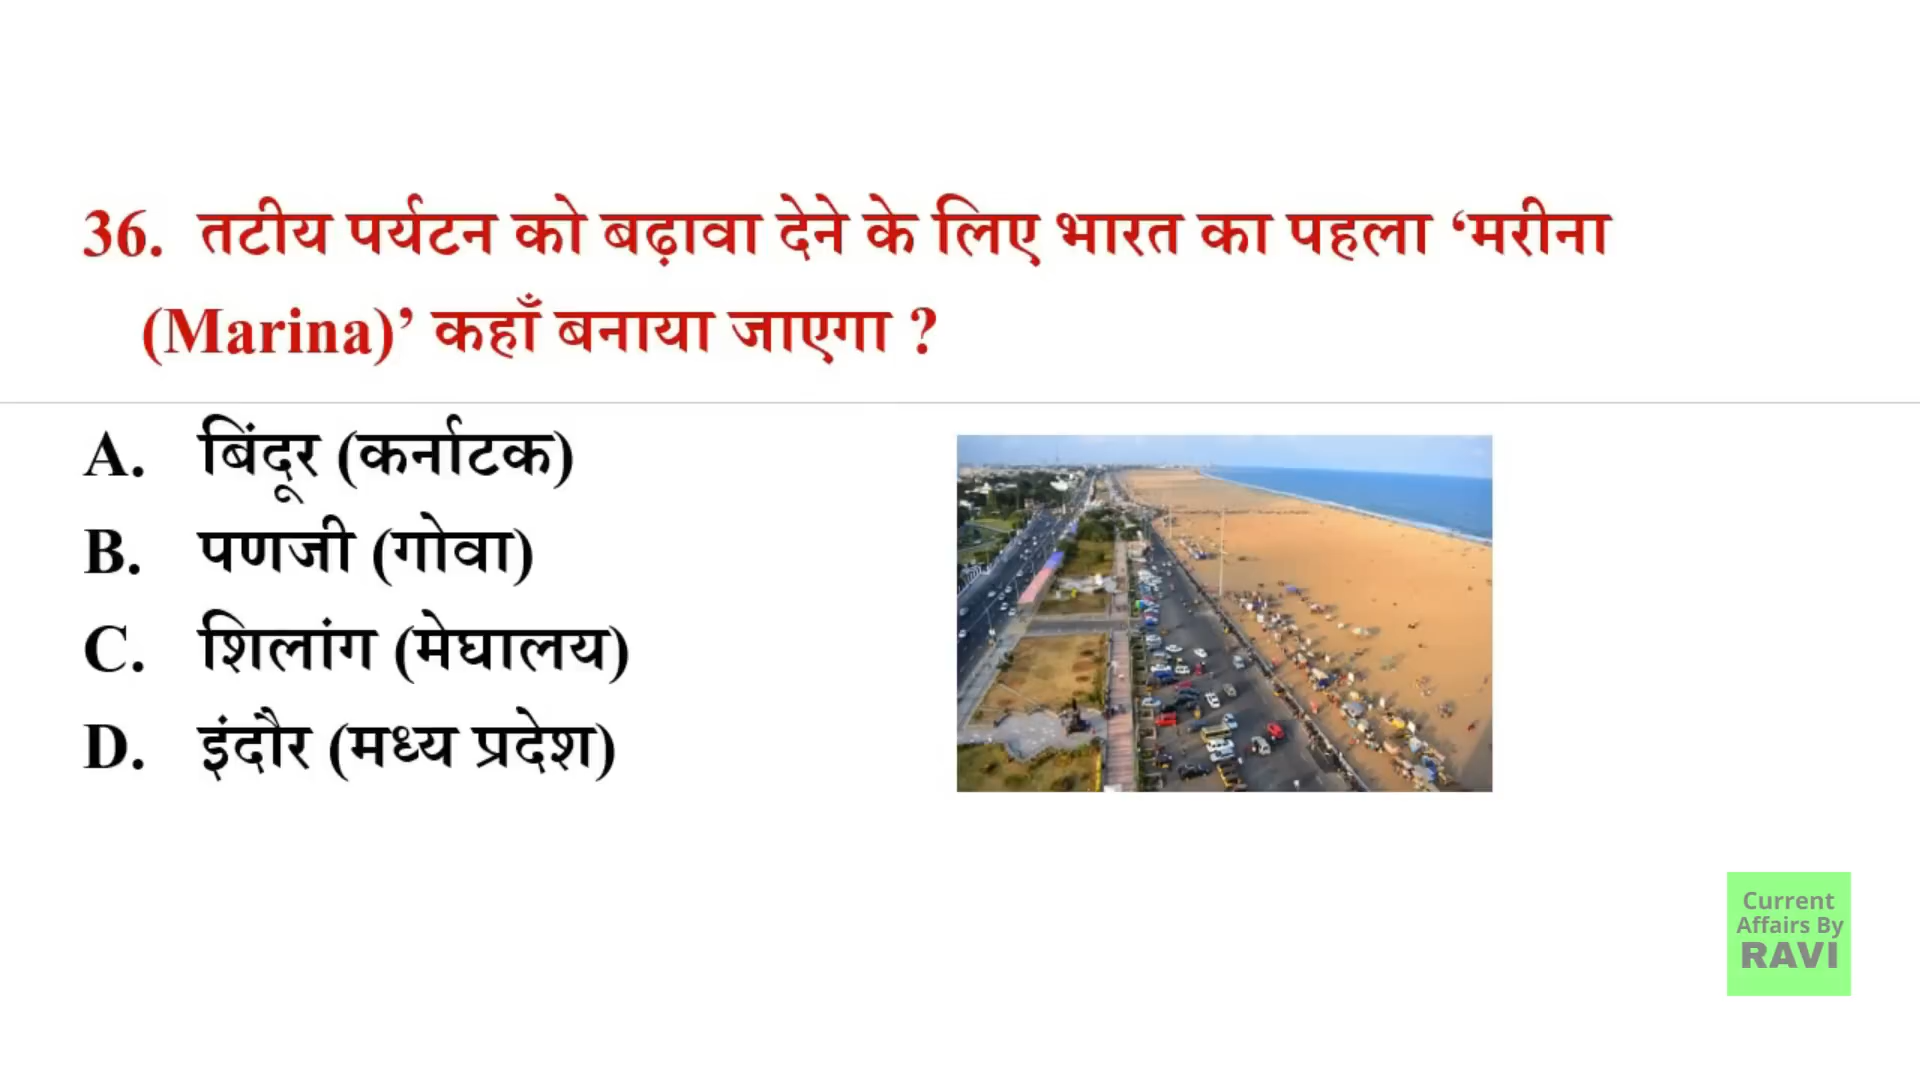 36. तटीय पर्यटन को बढ़ावा देने के लिए भारत का पहला ‘मरीना
(Marina)’ कहाँ बनाया जाएगा ?
A. बिंदूर (कर्नाटक)
B. पणजी (गोवा)
C. शिलांग (मेघालय)
D. इंदौर (मध्य प्रदेश)
Current
Affairs By
RAVI